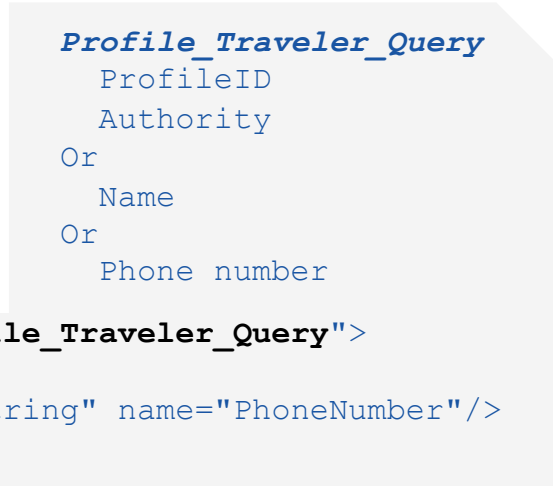 Profile_Traveler_Query
ProfileID
Authority
Or
Name
Or
Phone number
le_Traveler_Query">
ring" name="PhoneNumber"/>